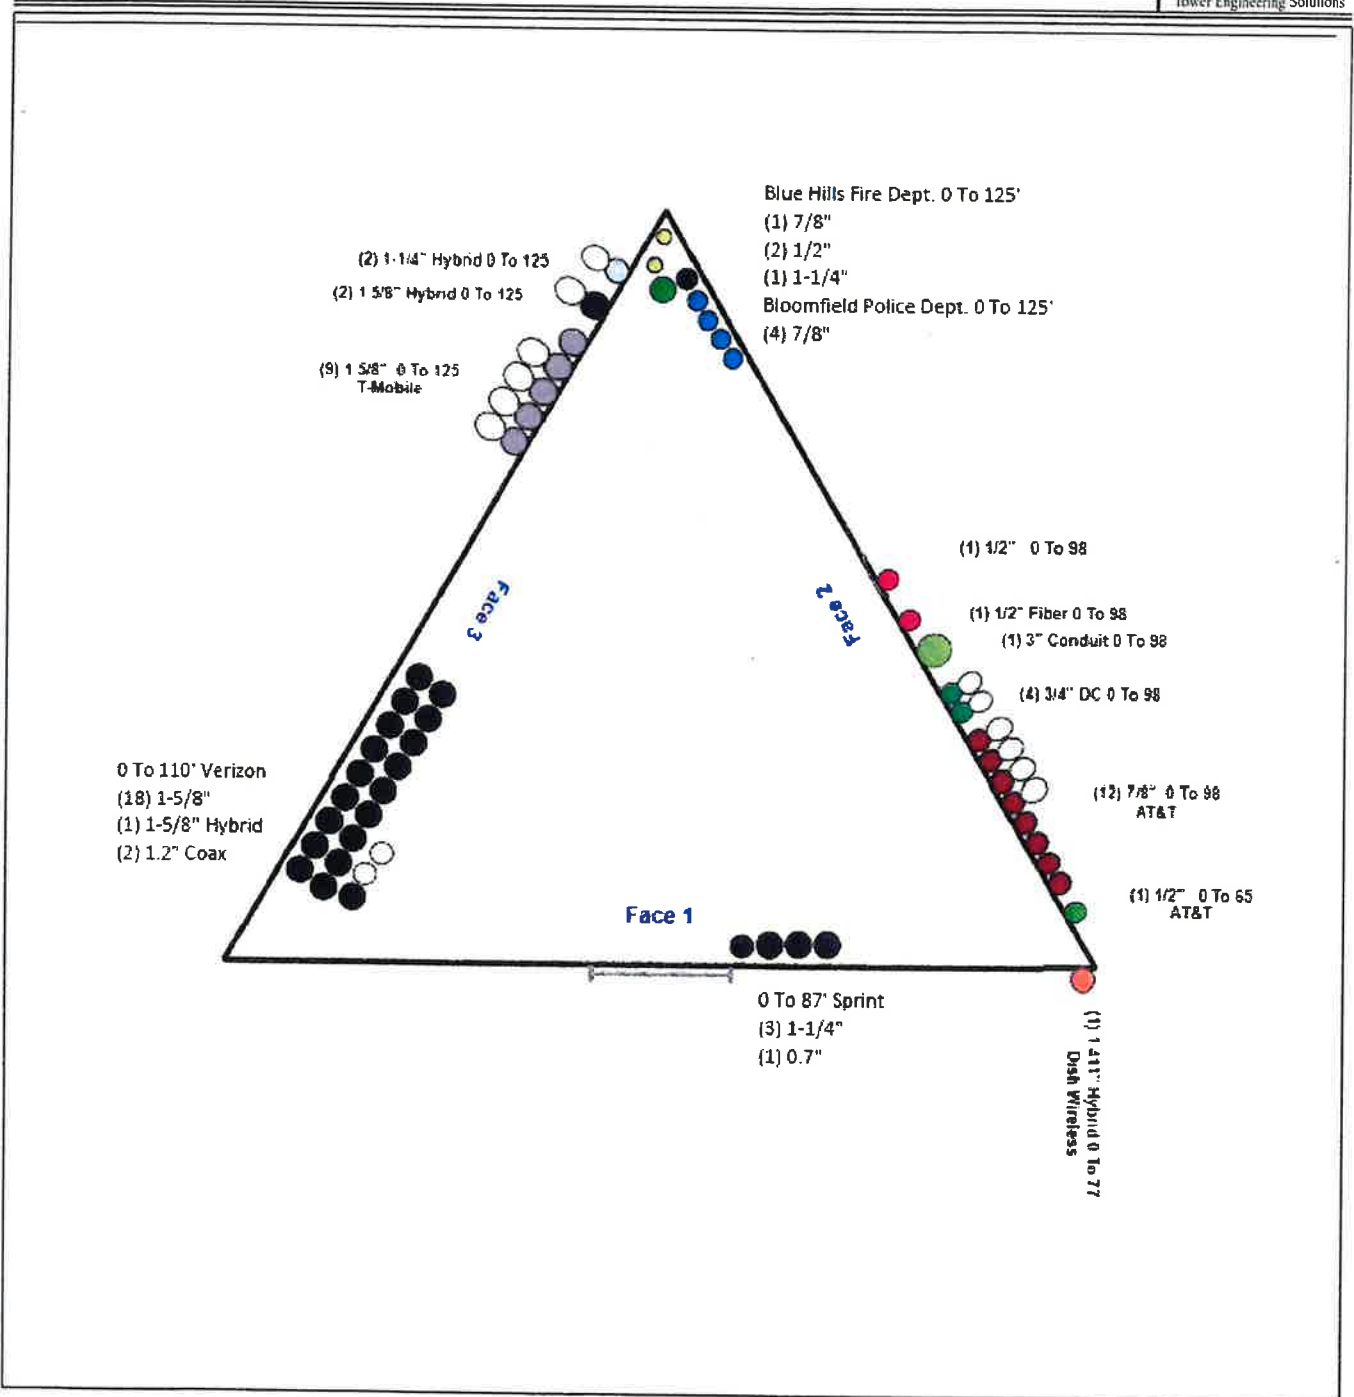 Tower Engineering Solutions
Blue Hills Fire Dept. 0 To 125'
(1) 7/8"
(2) 1/2"
(1) 1-1/4"
Bloomfield Police Dept. 0 To 125'
(4) 7/8"
(2) 1-1/4" Hybrid 0 To 125
(2) 1 5/8" Hybrid 0 To 125
(9) 1 5/8" 0 To 125
T-Mobile
(1) 1/2" 0 To 98
(1) 1/2" Fiber 0 To 98
(1) 3" Conduit 0 To 98
(4) 3/4" DC 0 To 98
Face 3
Face 2
0 To 110' Verizon
(18) 1-5/8"
(1) 1-5/8" Hybrid
(2) 1.2" Coax
(12) 7/8" 0 To 98
AT&T
(1) 1/2" 0 To 65
AT&T
Face 1
0 To 87' Sprint
(3) 1-1/4"
(1) 0.7"
(1) 1.411" Hybrid 0 To 77
Dish Wireless